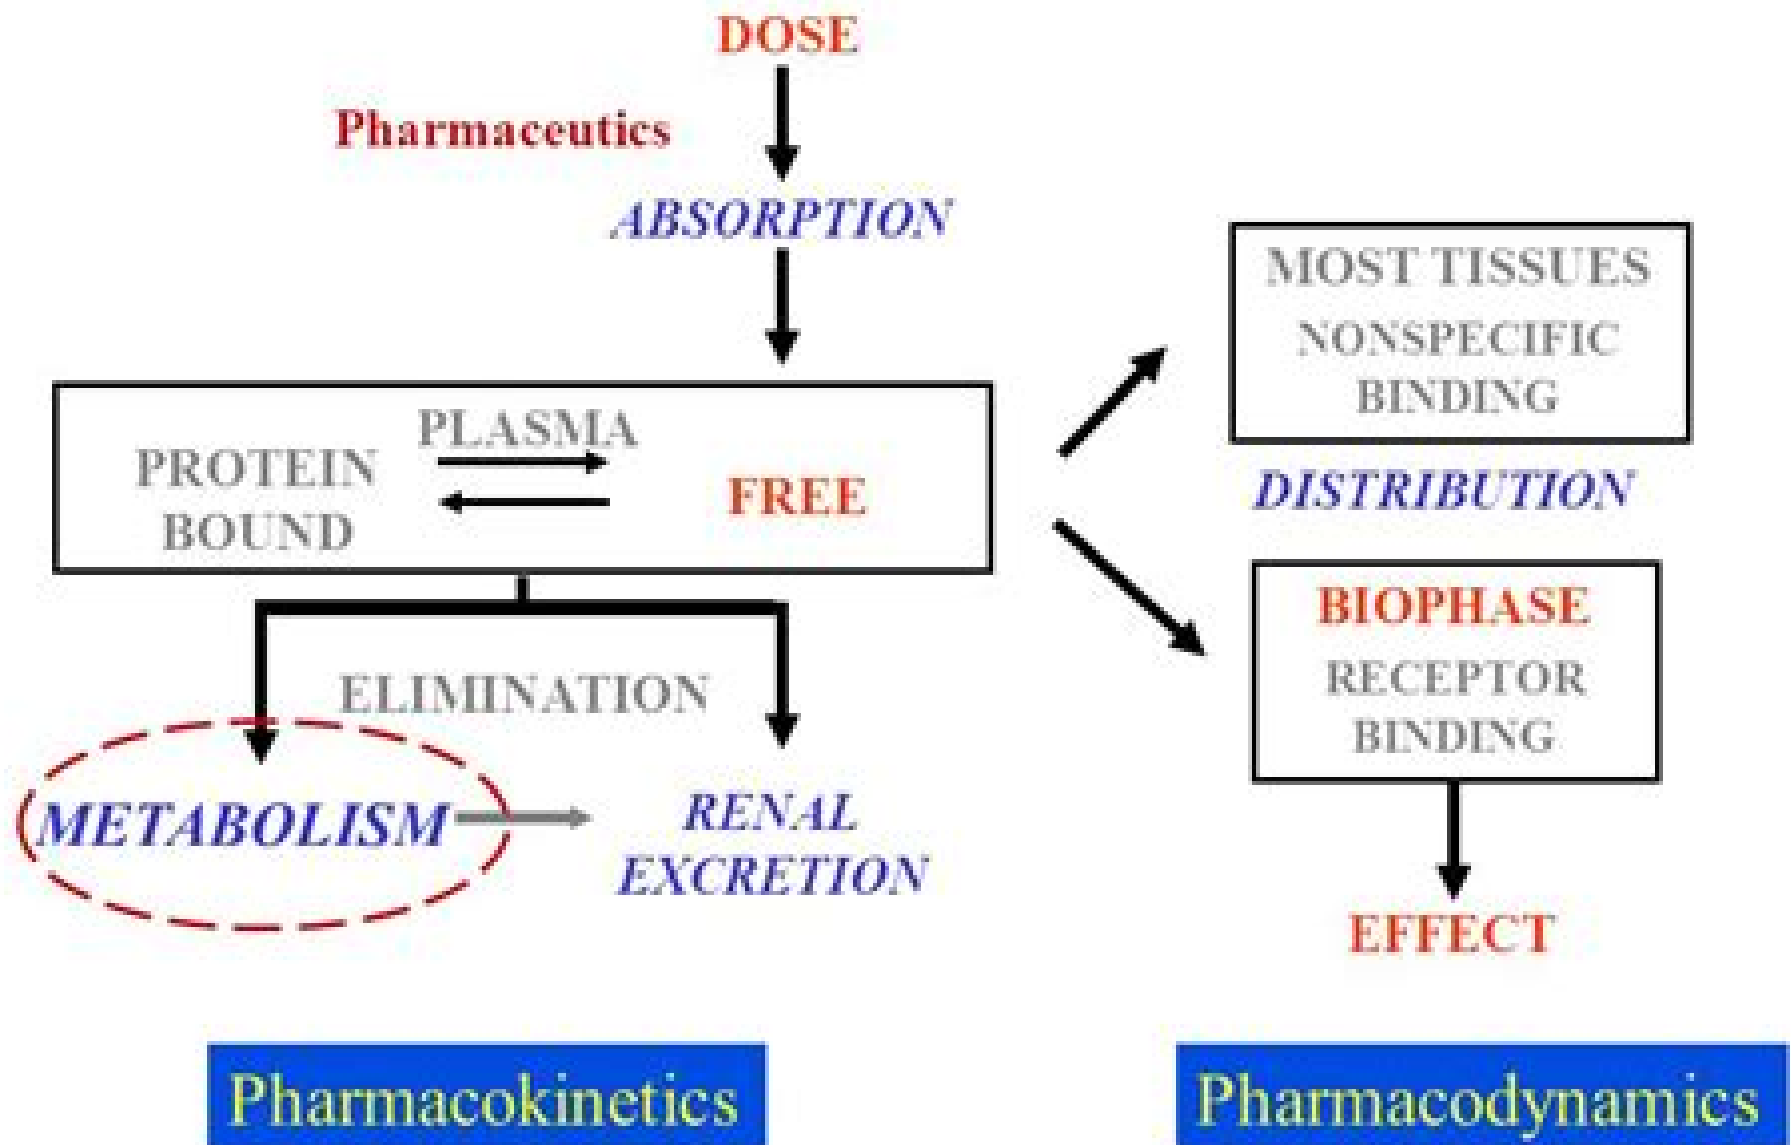 DOSE
Pharmaceutics
ABSORPTION
PLASMA
PROTEIN
BOUND
FREE
ELIMINATION
METABOLISM
RENAL
EXCRETION
MOST TISSUES
NONSPECIFIC
BINDING
DISTRIBUTION
BIOPHASE
RECEPTOR
BINDING
EFFECT
Pharmacokinetics
Pharmacodynamics